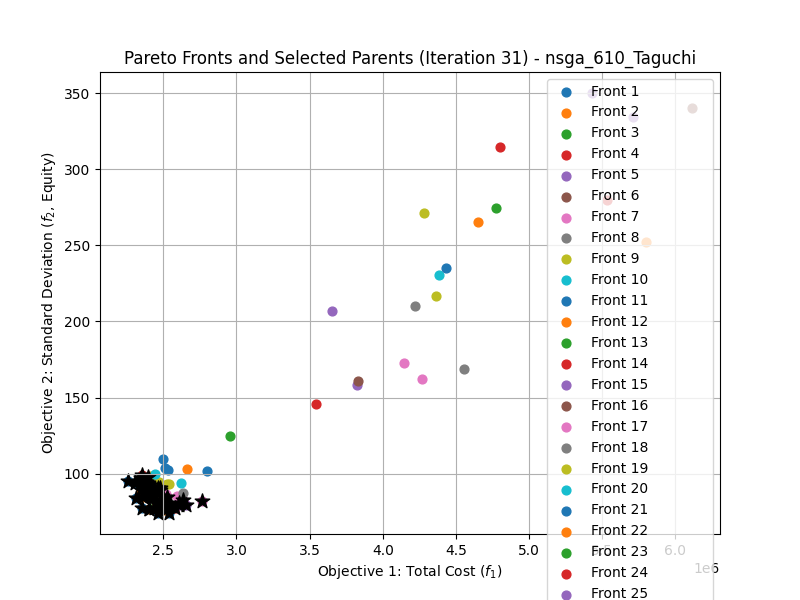 Pareto Fronts and Selected Parents (Iteration 31) - nsga_610_Taguchi
Objective 2: Standard Deviation (f₂, Equity)
350
300
250
200
150
100
Front 1
Front 2
Front 3
Front 4
Front 5
Front 6
Front 7
Front 8
Front 9
Front 10
Front 11
Front 12
Front 13
Front 14
Front 15
Front 16
Front 17
Front 18
Front 19
Front 20
Front 21
Front 22
Front 23
Front 24
Front 25
2.5 3.0 3.5 4.0 4.5 5.0 6.0
1e6
Objective 1: Total Cost (f₁)